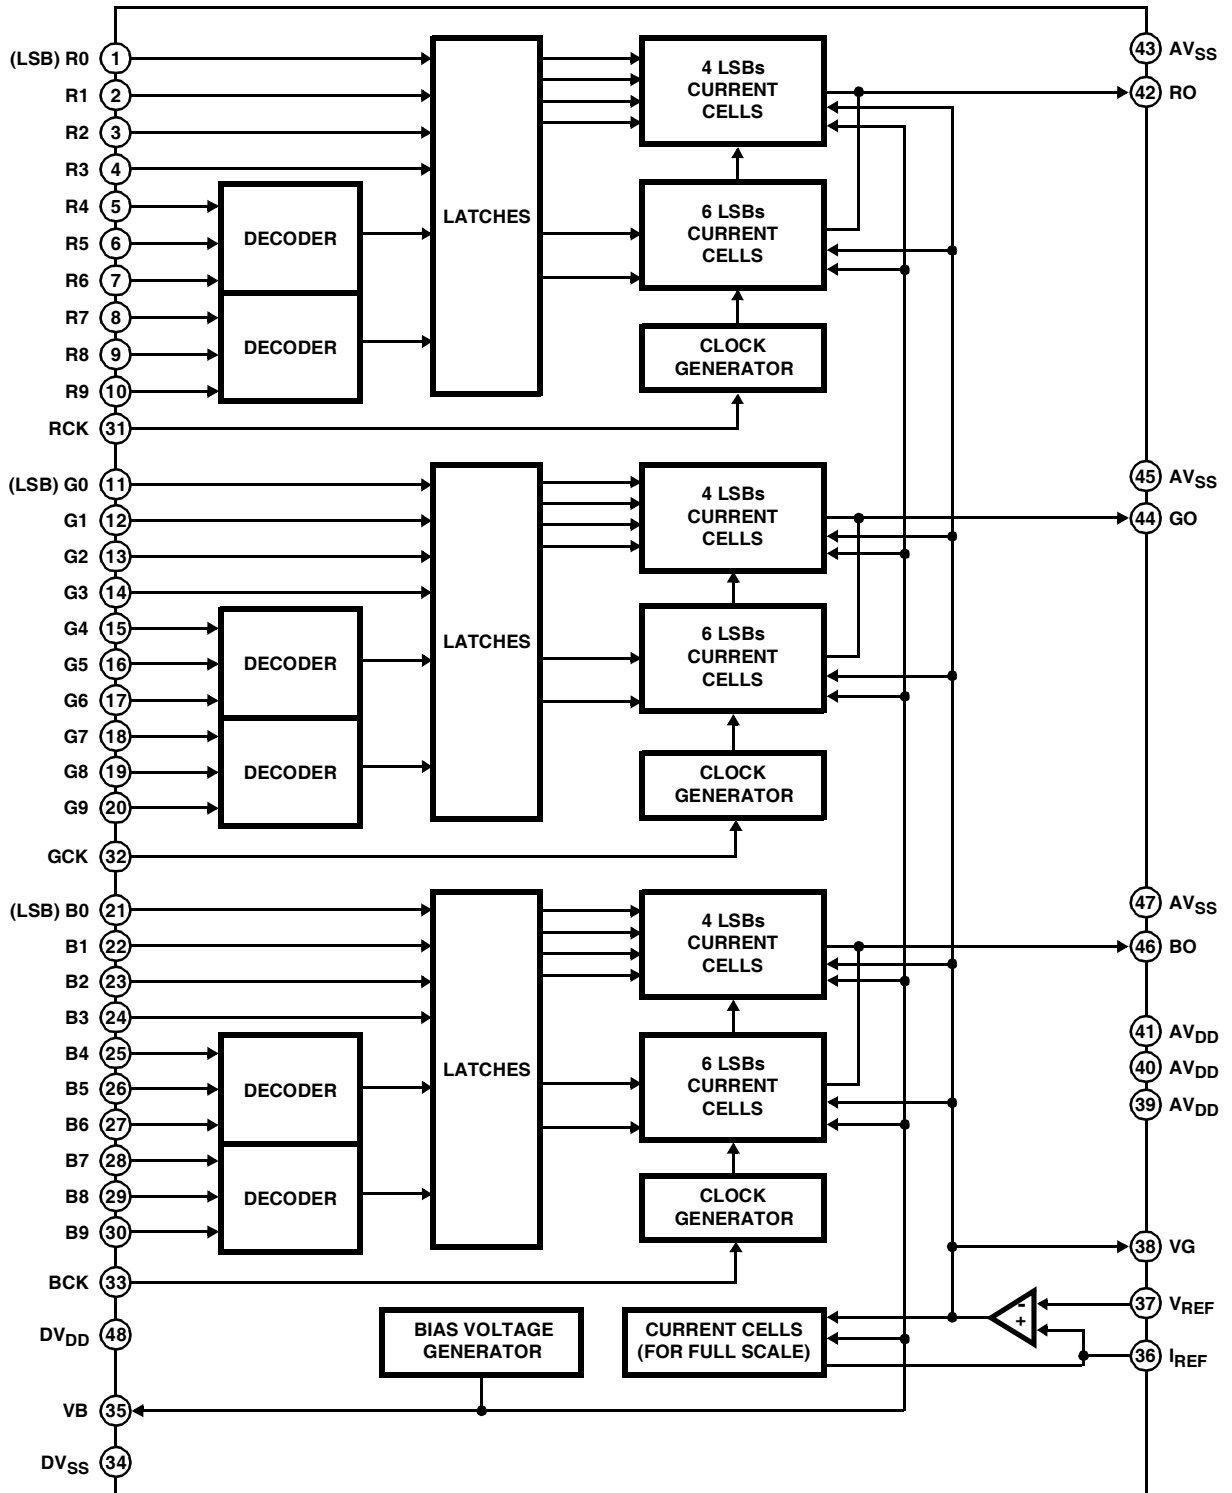 (LSB) R0 1
R1 2
R2 3
R3 4
R4 5
R5 6
R6 7
R7 8
R8 9
R9 10
RCK 31
DECODER
DECODER
LATCHES
4 LSBs
CURRENT
CELLS
6 LSBs
CURRENT
CELLS
CLOCK
GENERATOR
43 AVSS
42 RO
(LSB) G0 11
G1 12
G2 13
G3 14
G4 15
G5 16
G6 17
G7 18
G8 19
G9 20
GCK 32
DECODER
DECODER
LATCHES
4 LSBs
CURRENT
CELLS
6 LSBs
CURRENT
CELLS
CLOCK
GENERATOR
45 AVSS
44 GO
(LSB) B0 21
B1 22
B2 23
B3 24
B4 25
B5 26
B6 27
B7 28
B8 29
B9 30
BCK 33
DECODER
DECODER
LATCHES
4 LSBs
CURRENT
CELLS
6 LSBs
CURRENT
CELLS
CLOCK
GENERATOR
47 AVSS
46 BO
41 AVDD
40 AVDD
39 AVDD
38 VG
37 VREF
36 IREF
-
+
DVDD 48
VB 35
DVSS 34
BIAS VOLTAGE
GENERATOR
CURRENT CELLS
(FOR FULL SCALE)